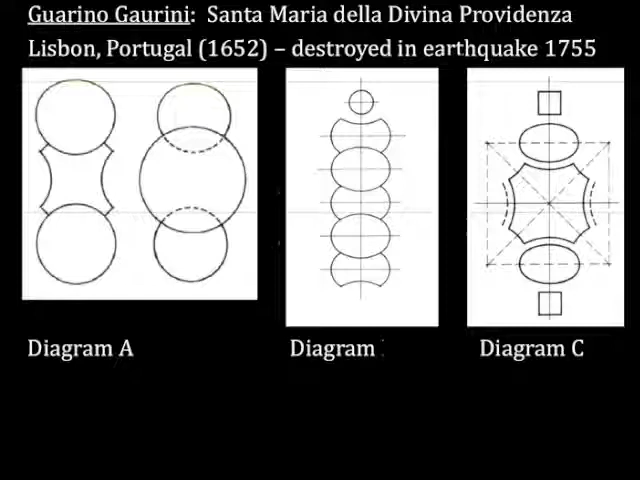 Guarino Gaurini: Santa Maria della Divina Providenza
Lisbon, Portugal (1652) – destroyed in earthquake 1755
Diagram A
Diagram
Diagram C